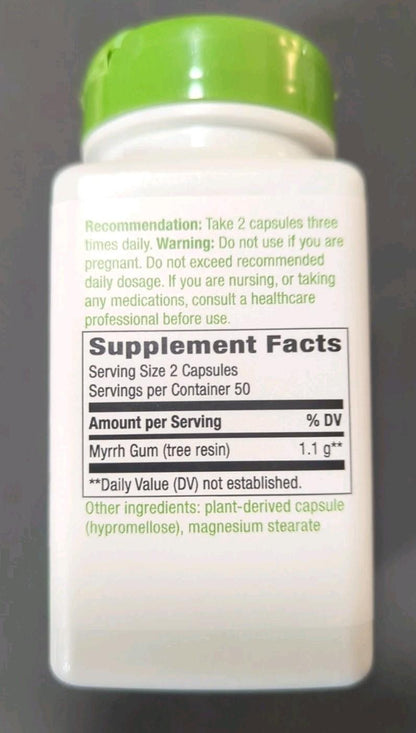 Recommendation: Take 2 capsules three
times daily. Warning: Do not use if you are
pregnant. Do not exceed recommended
daily dosage. If you are nursing, or taking
any medications, consult a healthcare
professional before use.
Supplement Facts
Serving Size 2 Capsules
Servings per Container 50
Amount per Serving % DV
Myrrh Gum (tree resin) 1.1 g**
**Daily Value (DV) not established.
Other ingredients: plant-derived capsule
(hypromellose), magnesium stearate